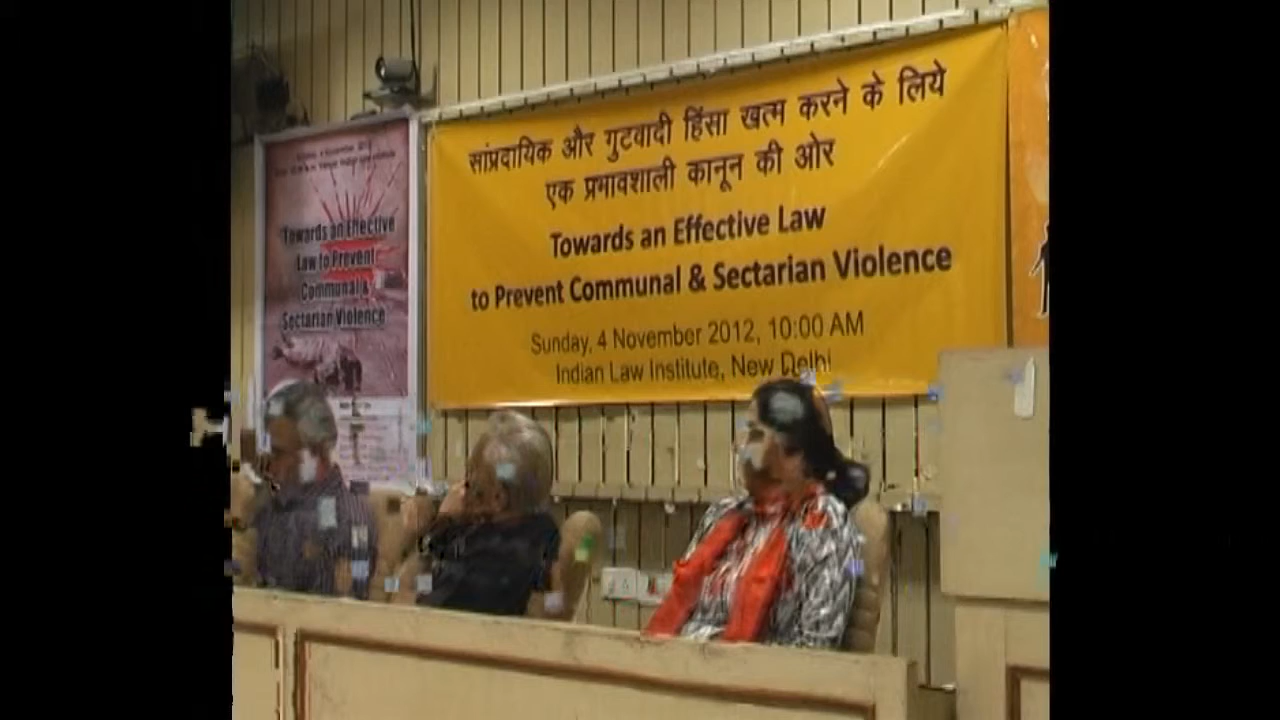 सांप्रदायिक और गुटवादी हिंसा खत्म करने के लिये
एक प्रभावशाली कानून की ओर
Towards an Effective Law
to Prevent Communal & Sectarian Violence
Sunday, 4 November 2012, 10:00 AM
Indian Law Institute, New Delhi
Towards an Effective
Law to Prevent
Communal &
Sectarian Violence